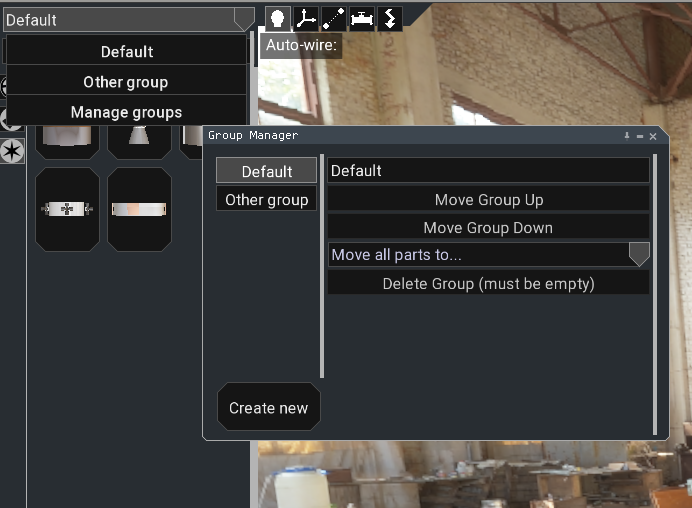 Default
Auto-wire:
Default
Other group
Manage groups
Group Manager
Default
Other group
Default
Move Group Up
Move Group Down
Move all parts to...
Delete Group (must be empty)
Create new